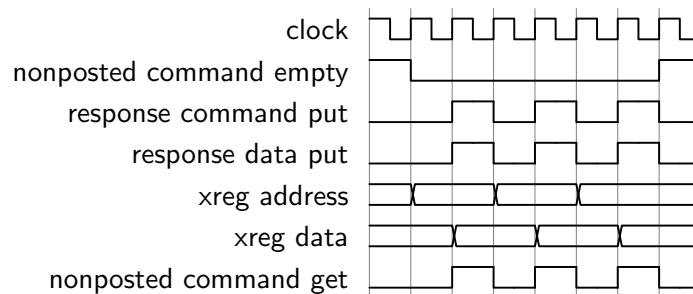 clock
nonposted command empty
response command put
response data put
xreg address
xreg data
nonposted command get